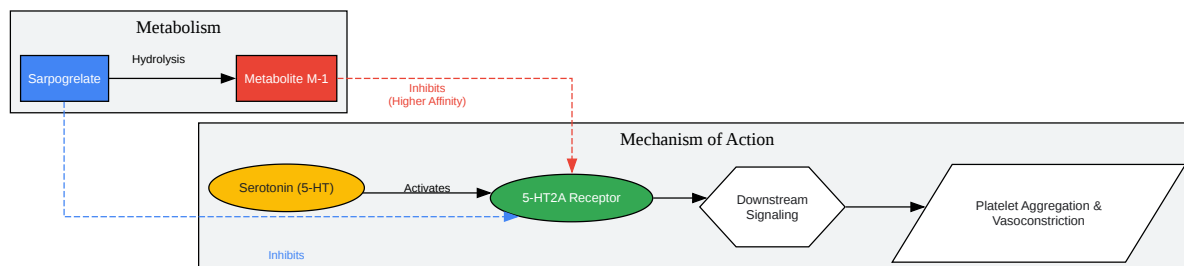 Metabolism
Hydrolysis
Sarpogrelate
Metabolite M-1
Inhibits
(Higher Affinity)
Mechanism of Action
Serotonin (5-HT)
Activates
5-HT2A Receptor
Downstream
Signaling
Platelet Aggregation &
Vasoconstriction
Inhibits